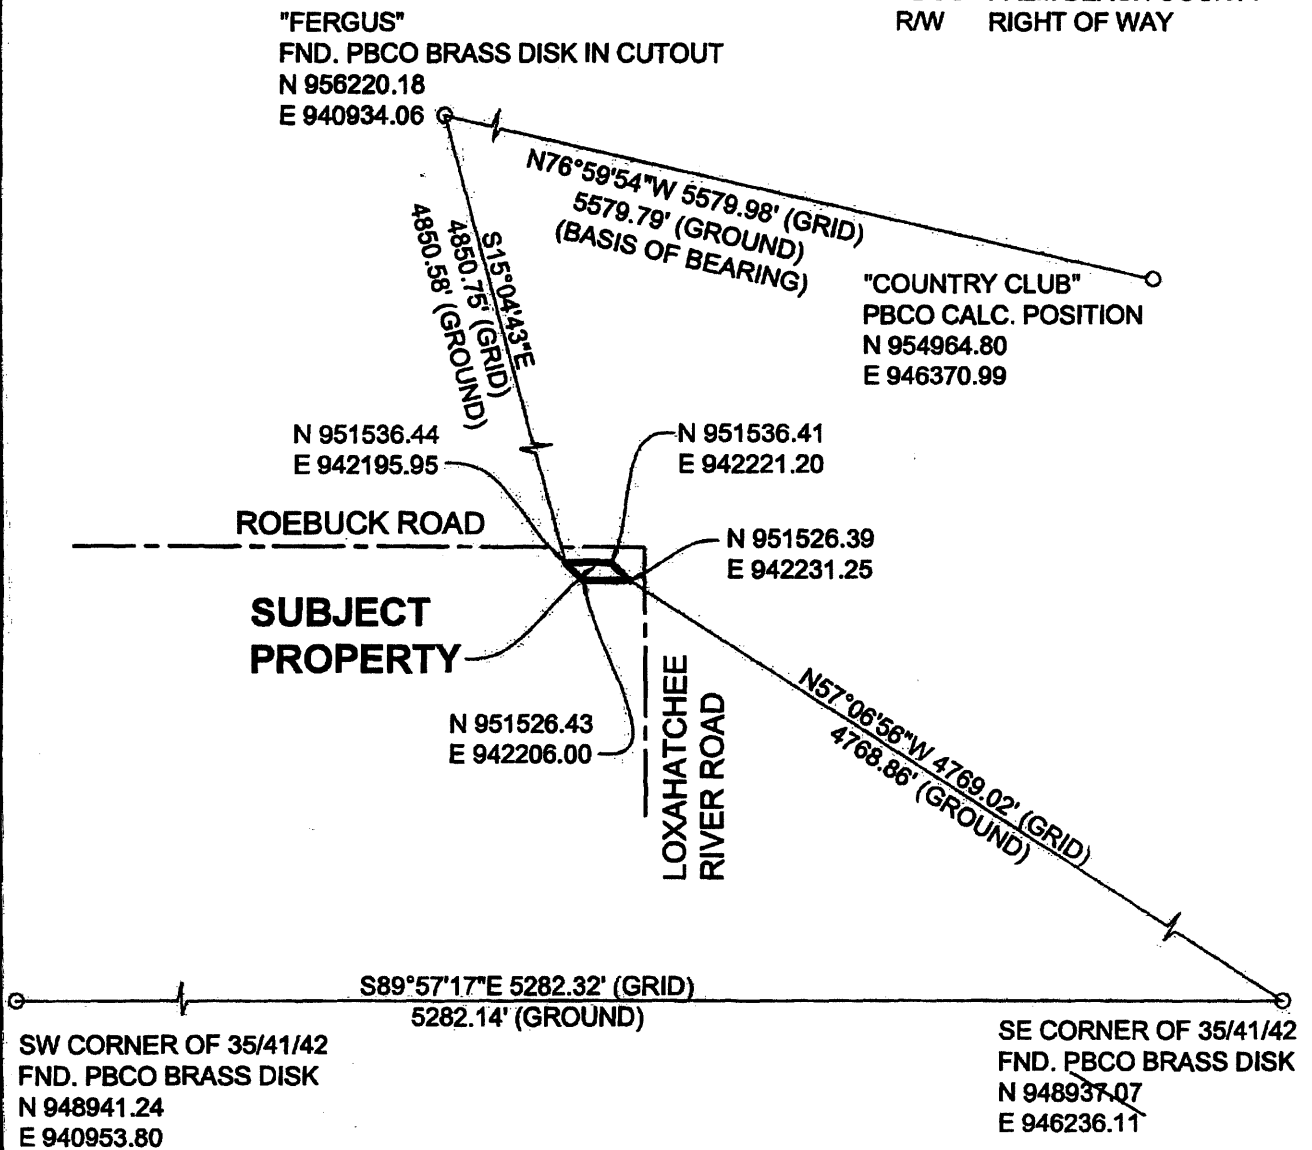 R/W RIGHT OF WAY
"FERGUS"
FND. PBCO BRASS DISK IN CUTOUT
N 956220.18
E 940934.06
N76°59'54"W 5579.98' (GRID)
5579.79' (GROUND)
(BASIS OF BEARING)
S15°04'43"E
4850.75' (GRID)
4850.58' (GROUND)
"COUNTRY CLUB"
PBCO CALC. POSITION
N 954964.80
E 946370.99
N 951536.44
E 942195.95
N 951536.41
E 942221.20
ROEBUCK ROAD
N 951526.39
E 942231.25
SUBJECT
PROPERTY
N 951526.43
E 942206.00
LOXAHATCHEE
RIVER ROAD
N57°06'56"W 4769.02' (GRID)
4768.86' (GROUND)
S89°57'17"E 5282.32' (GRID)
5282.14' (GROUND)
SW CORNER OF 35/41/42
FND. PBCO BRASS DISK
N 948941.24
E 940953.80
SE CORNER OF 35/41/42
FND. PBCO BRASS DISK
N 948937.07
E 946236.11